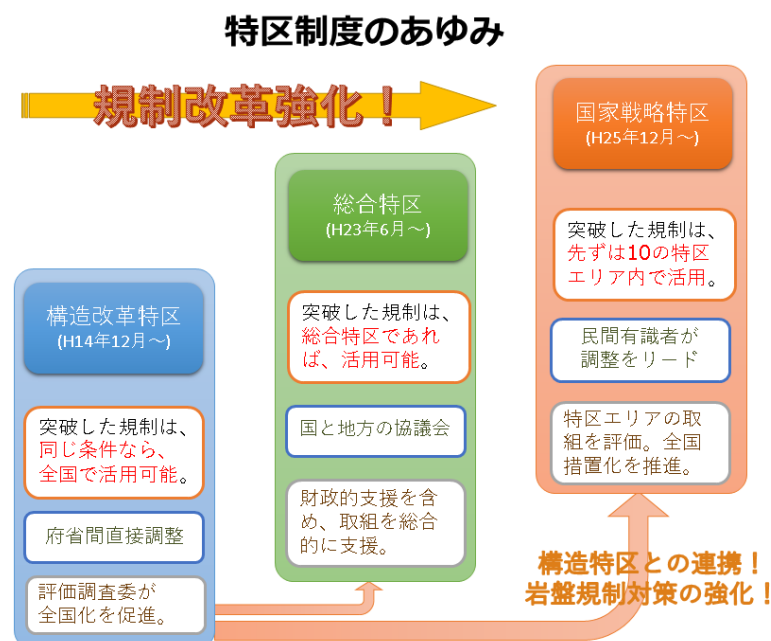 特区制度のあゆみ
規制改革強化！
構造改革特区
(H14年12月～)
突破した規制は、
同じ条件なら、
全国で活用可能。
府省間直接調整
評価調査委が
全国化を促進。
総合特区
(H23年6月～)
突破した規制は、
総合特区であれ
ば、活用可能。
国と地方の協議会
財政的支援を含
め、取組を総合
的に支援。
国家戦略特区
(H25年12月～)
突破した規制は、
先ずは10の特区
エリア内で活用。
民間有識者が
調整をリード
特区エリアの取
組を評価。全国
措置化を推進。
構造特区との連携！
岩盤規制対策の強化！